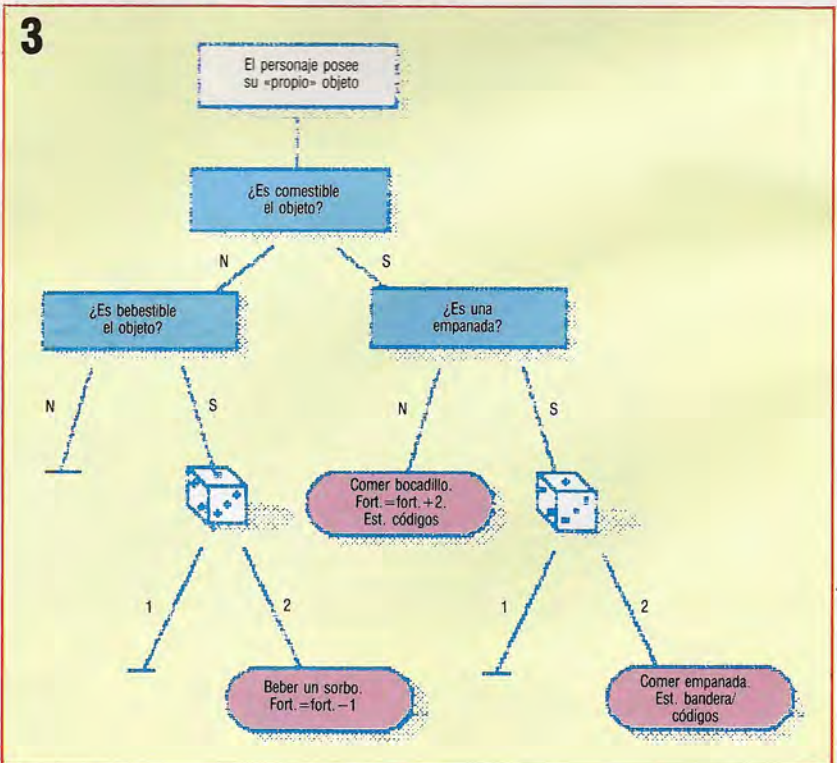 3
El personaje posee
su «propio» objeto
¿Es comestible
el objeto?
N
S
¿Es bebestible
el objeto?
¿Es una
empanada?
N
S
N
S
Comer bocadillo.
Fort.=fort.+2.
Est. códigos
1
2
1
2
Beber un sorbo.
Fort.=fort.−1
Comer empanada.
Est. bandera/
códigos